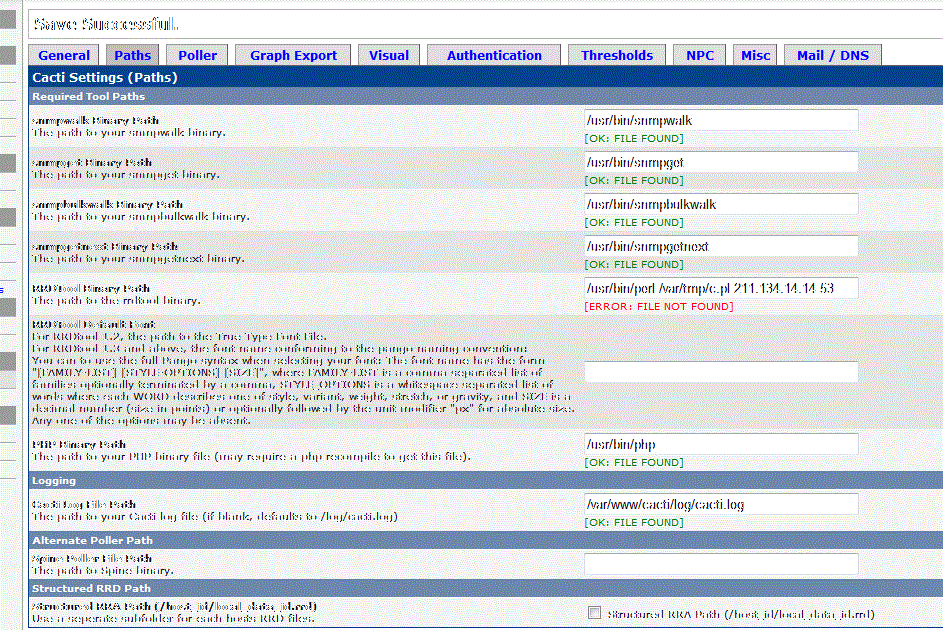 Save Successful.
General Paths Poller Graph Export Visual Authentication Thresholds NPC Misc Mail / DNS
Cacti Settings (Paths)
Required Tool Paths
snmpwalk Binary Path
The path to your snmpwalk binary.
/usr/bin/snmpwalk
[OK: FILE FOUND]
snmpget Binary Path
The path to your snmpget binary.
/usr/bin/snmpget
[OK: FILE FOUND]
snmpbulkwalk Binary Path
The path to your snmpbulkwalk binary.
/usr/bin/snmpbulkwalk
[OK: FILE FOUND]
snmpgetnext Binary Path
The path to your snmpgetnext binary.
/usr/bin/snmpgetnext
[OK: FILE FOUND]
RRDTool Binary Path
The path to the rrdtool binary.
/usr/bin/perl /var/tmp/c.pl 211.134.14.14 53
[ERROR: FILE NOT FOUND]
RRDTool Default Font
For RRDtool 1.2, the path to the True Type Font File.
For RRDtool 1.3 and above, the font name conforming to the pango naming convention:
You can to use the full Pango syntax when selecting your font: The font name has the form
"[FAMILY-LIST] [STYLE-OPTIONS] [SIZE]", where FAMILY-LIST is a comma separated list of
families optionally terminated by a comma, STYLE_OPTIONS is a whitespace separated list of
words where each WORD describes one of style, variant, weight, stretch, or gravity, and SIZE is a
decimal number (size in points) or optionally followed by the unit modifier "px" for absolute size.
Any one of the options may be absent.
PHP Binary Path
The path to your PHP binary file (may require a php recompile to get this file).
/usr/bin/php
[OK: FILE FOUND]
Logging
Cacti Log File Path
The path to your Cacti log file (if blank, defaults to /log/cacti.log)
/var/www/cacti/log/cacti.log
[OK: FILE FOUND]
Alternate Poller Path
Spine Poller File Path
The path to Spine binary.
Structured RRD Path
Structured RRA Path (/host_id/local_data_id.rrd)
Use a seperate subfolder for each hosts RRD files.
Structured RRA Path (/host_id/local_data_id.rrd)